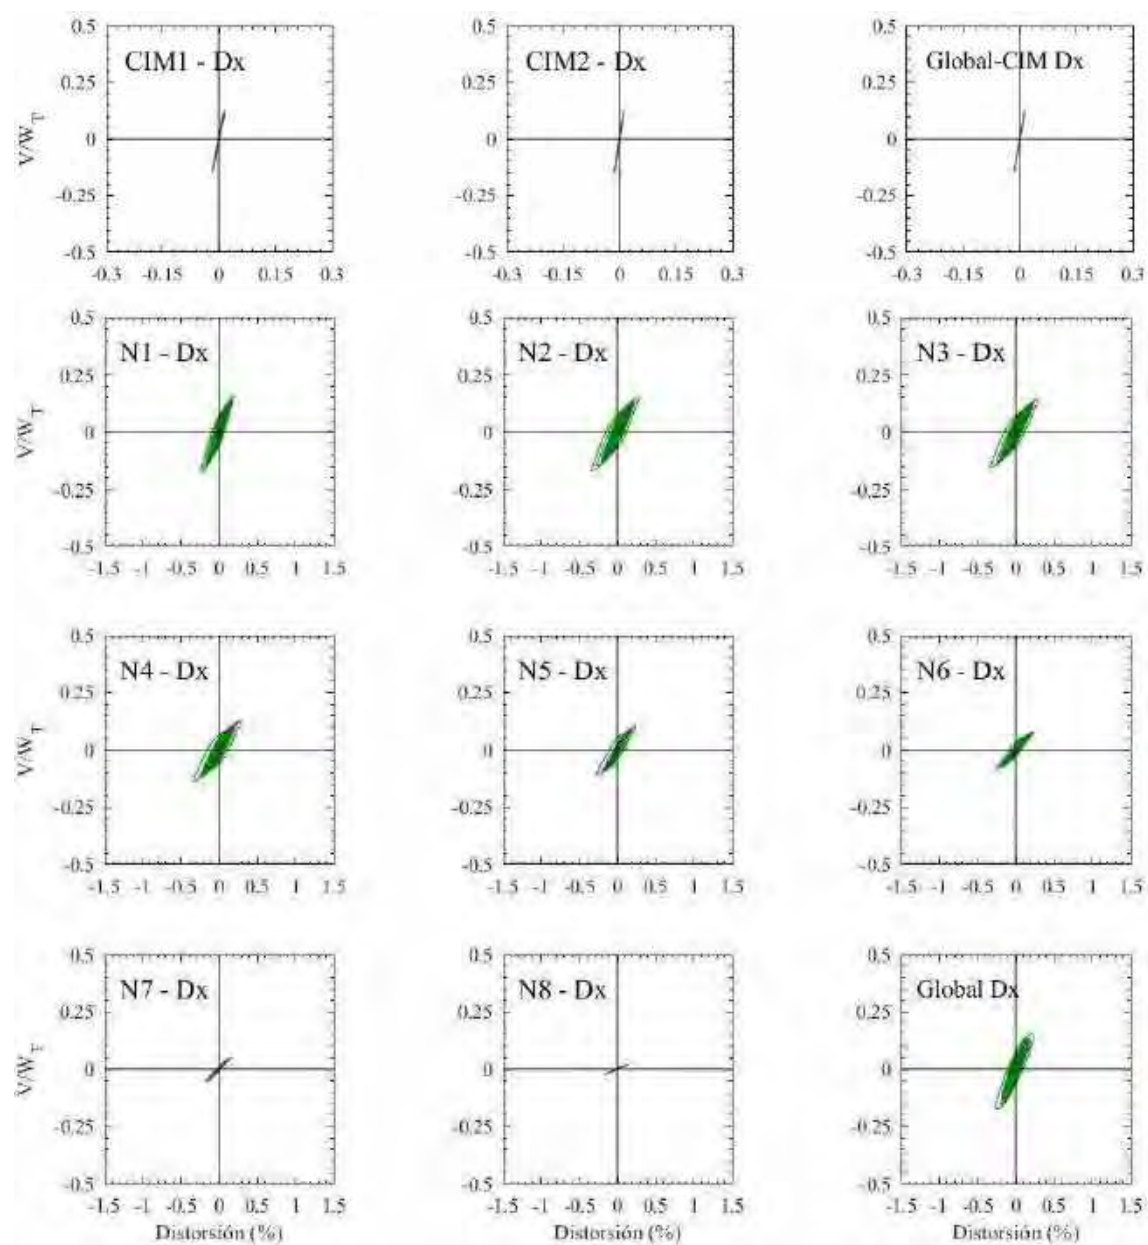 0.5 0.5 0.5
CIM1 - Dx CIM2 - Dx Global-CIM Dx
0.25 0.25 0.25
V/W_T 0 0 0
-0.25 -0.25 -0.25
-0.5 -0.5 -0.5
-0.3 -0.15 0 0.15 0.3 -0.3 -0.15 0 0.15 0.3 -0.3 -0.15 0 0.15 0.3
0.5 0.5 0.5
N1 - Dx N2 - Dx N3 - Dx
0.25 0.25 0.25
V/W_T 0 0 0
-0.25 -0.25 -0.25
-0.5 -0.5 -0.5
-1.5 -1 -0.5 0 0.5 1 1.5 -1.5 -1 -0.5 0 0.5 1 1.5 -1.5 -1 -0.5 0 0.5 1 1.5
0.5 0.5 0.5
N4 - Dx N5 - Dx N6 - Dx
0.25 0.25 0.25
V/W_T 0 0 0
-0.25 -0.25 -0.25
-0.5 -0.5 -0.5
-1.5 -1 -0.5 0 0.5 1 1.5 -1.5 -1 -0.5 0 0.5 1 1.5 -1.5 -1 -0.5 0 0.5 1 1.5
0.5 0.5 0.5
N7 - Dx N8 - Dx Global Dx
0.25 0.25 0.25
V/W_T 0 0 0
-0.25 -0.25 -0.25
-0.5 -0.5 -0.5
-1.5 -1 -0.5 0 0.5 1 1.5 -1.5 -1 -0.5 0 0.5 1 1.5 -1.5 -1 -0.5 0 0.5 1 1.5
Distorsión (%) Distorsión (%) Distorsión (%)